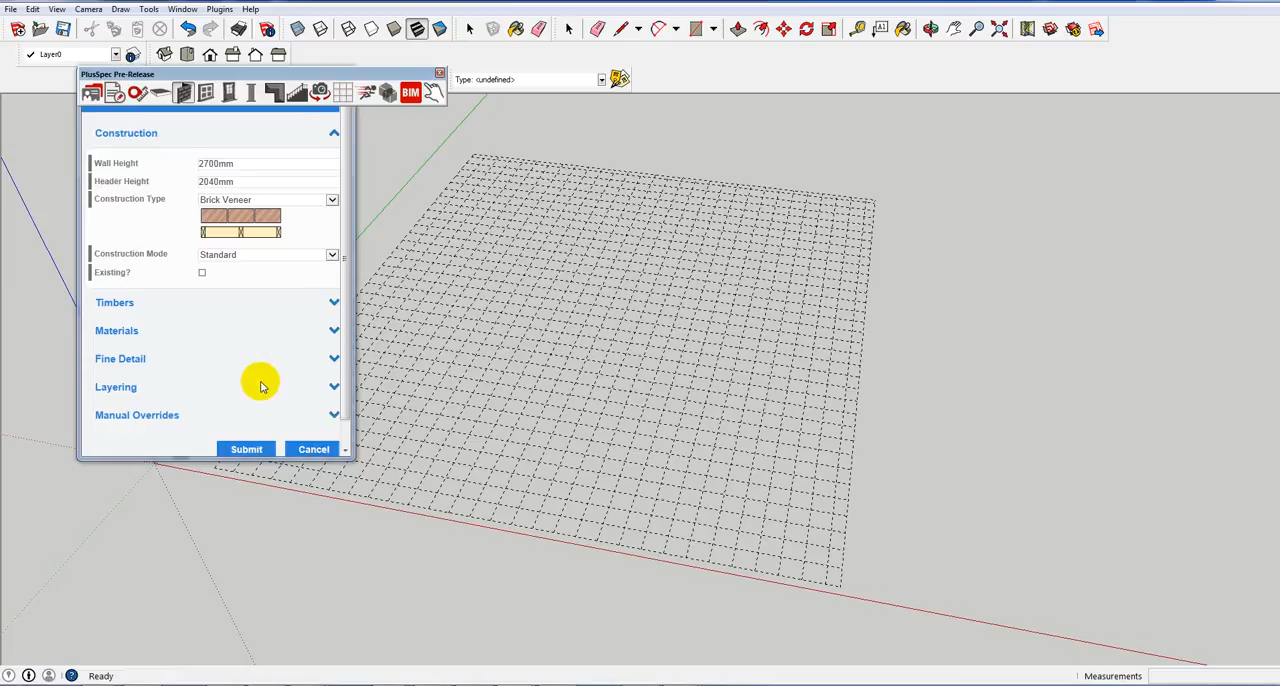 File Edit View Camera Draw Tools Window Plugins Help
Layer0
PlusSpec Pre-Release
Type: <undefined>
BIM
Construction
Wall Height 2700mm
Header Height 2040mm
Construction Type Brick Veneer
Construction Mode Standard
Existing?
Timbers
Materials
Fine Detail
Layering
Manual Overrides
Submit Cancel
Ready Measurements